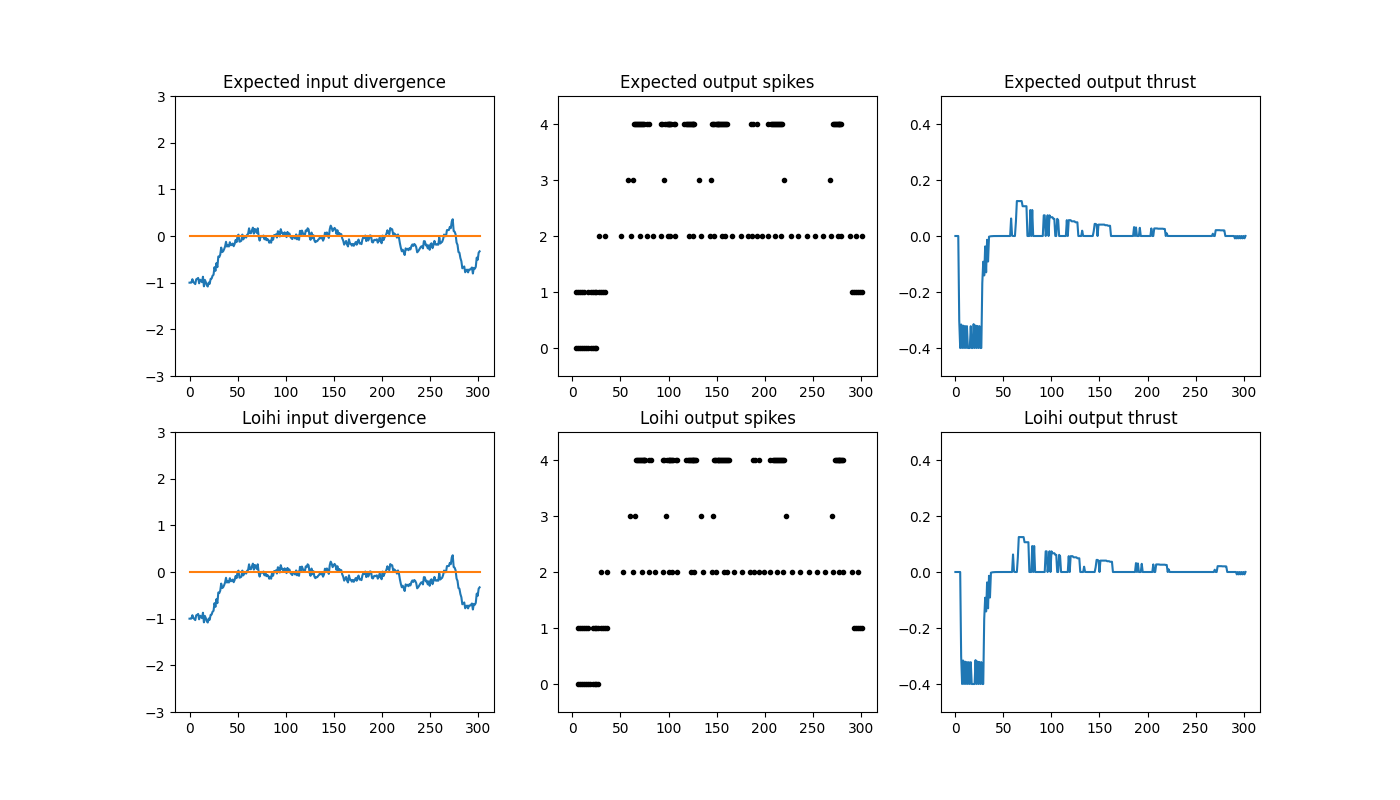 Expected input divergence
3
2
1
0
−1
−2
−3
0 50 100 150 200 250 300
Expected output spikes
4
3
2
1
0
0 50 100 150 200 250 300
Expected output thrust
0.4
0.2
0.0
−0.2
−0.4
0 50 100 150 200 250 300
Loihi input divergence
3
2
1
0
−1
−2
−3
0 50 100 150 200 250 300
Loihi output spikes
4
3
2
1
0
0 50 100 150 200 250 300
Loihi output thrust
0.4
0.2
0.0
−0.2
−0.4
0 50 100 150 200 250 300